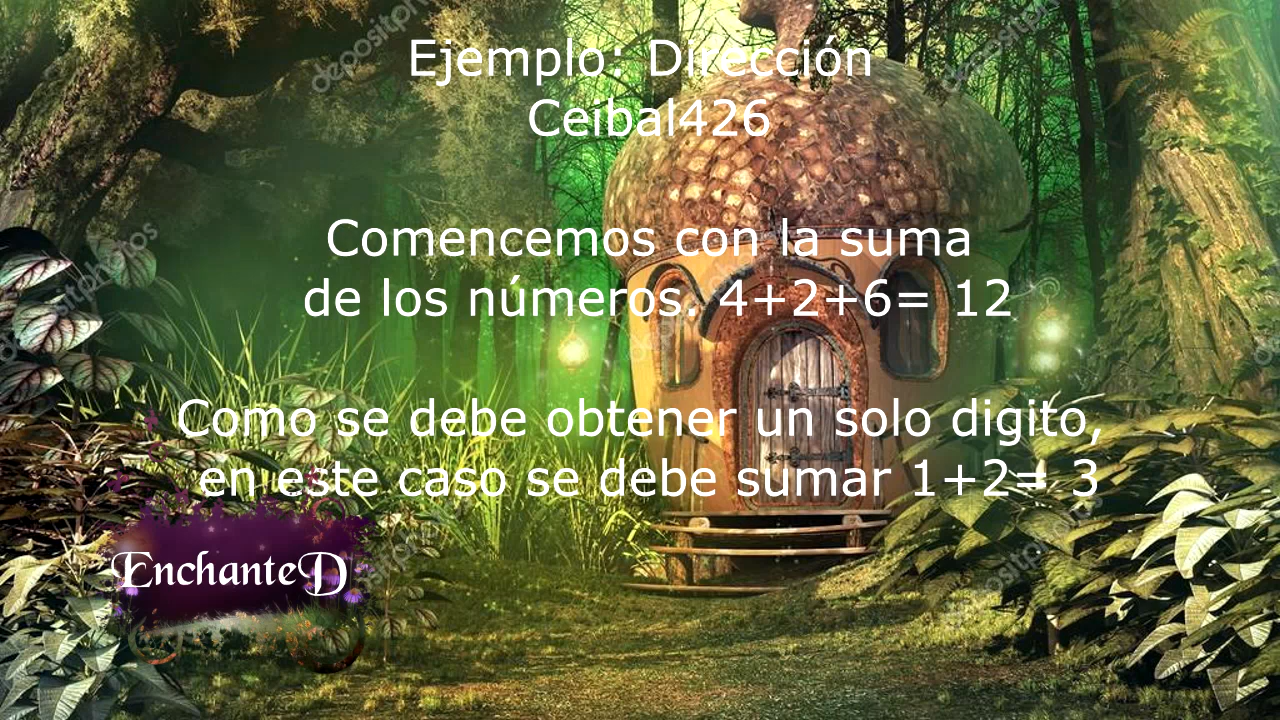 Ejemplo: Dirección
Ceibal426
Comencemos con la suma
de los números. 4+2+6= 12
Como se debe obtener un solo digito,
en este caso se debe sumar 1+2= 3
EnchanteD
depositphotos